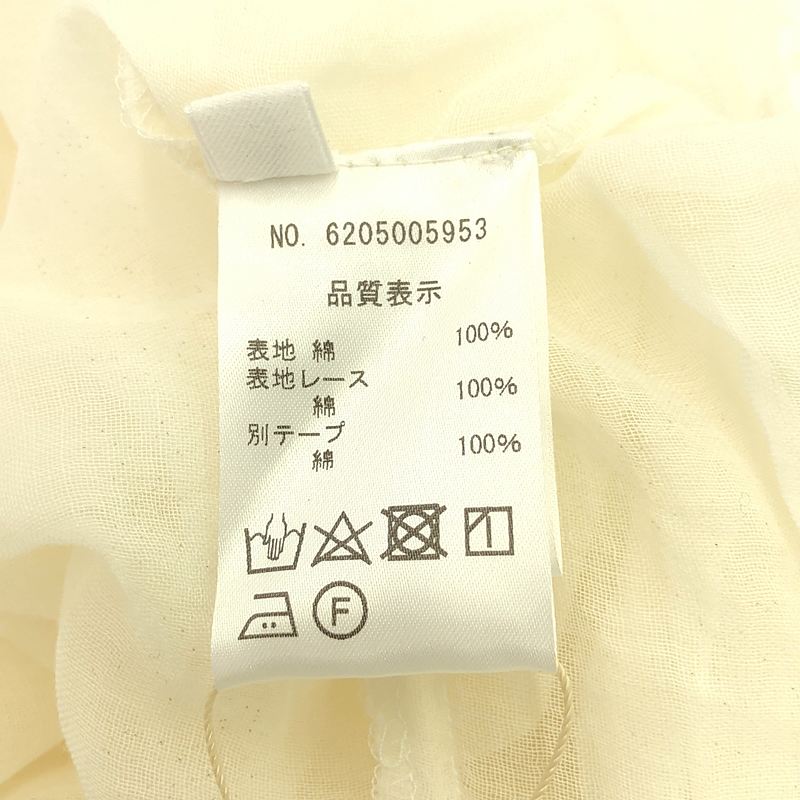 NO. 6205005953
品質表示
表地 綿 100%
表地レース
綿 100%
別テープ
綿 100%
F